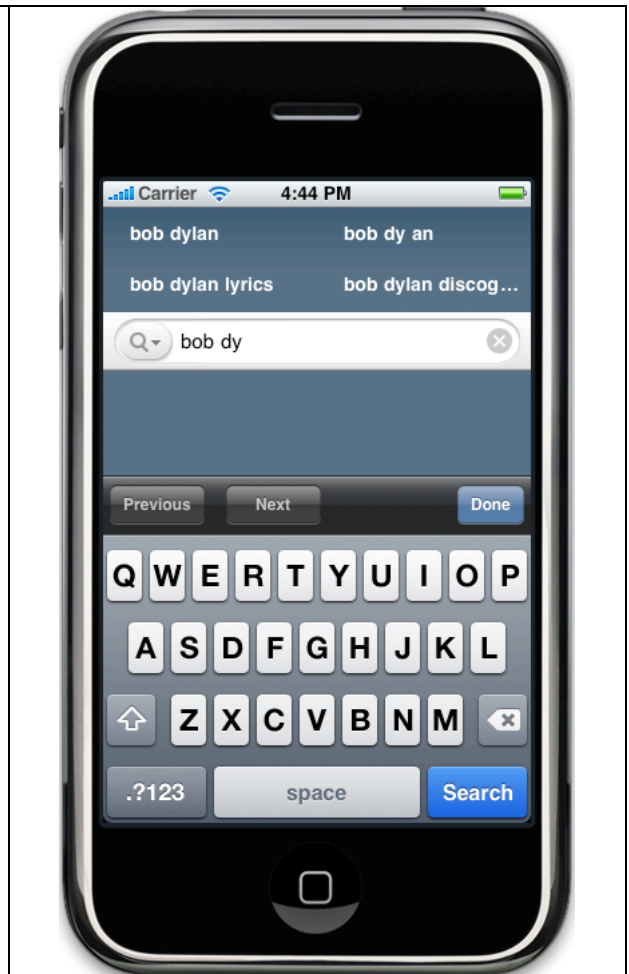 Carrier 4:44 PM
bob dylan bob dy an
bob dylan lyrics bob dylan discog...
bob dy
Previous Next Done
Q W E R T Y U I O P
A S D F G H J K L
Z X C V B N M
.?123 space Search